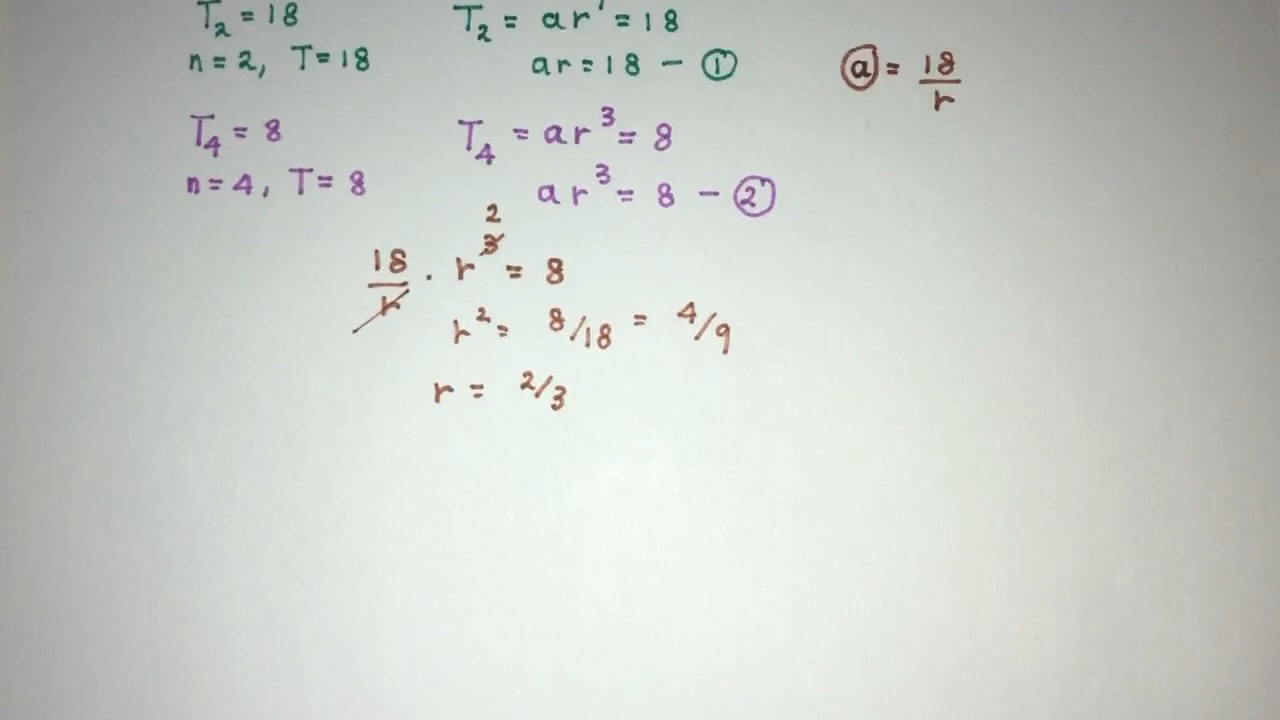 T₂ = 18
n = 2, T = 18
T₂ = ar¹ = 18
ar = 18 - ①
ⓐ = 18/r
T₄ = 8
n = 4, T = 8
T₄ = ar³ = 8
ar³ = 8 - ②
2
18/r . r³ = 8
r² = 8/18 = 4/9
r = 2/3